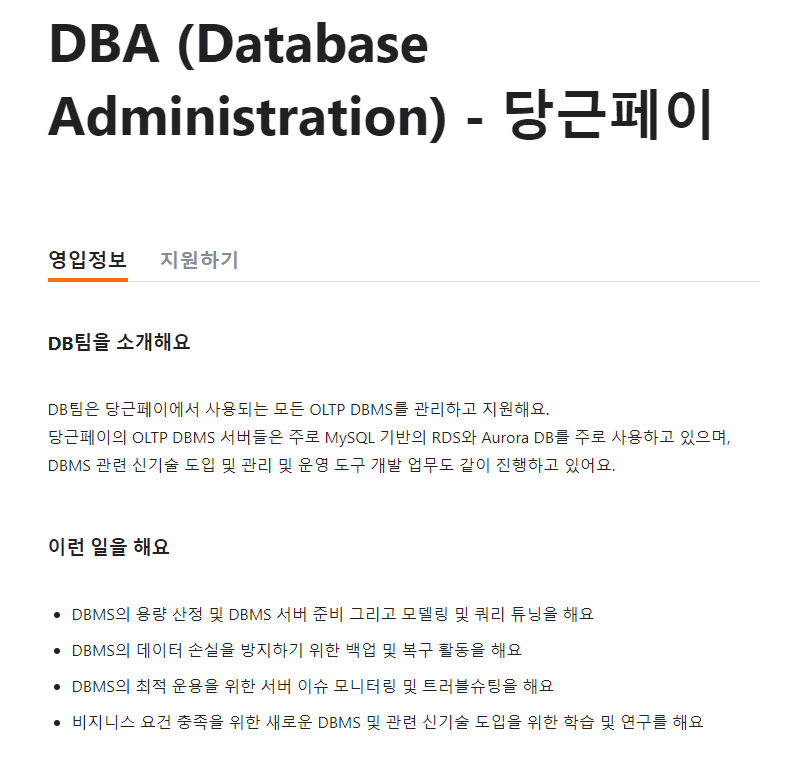 DBA (Database
Administration) - 당근페이
영입정보 지원하기
DB팀을 소개해요
DB팀은 당근페이에서 사용되는 모든 OLTP DBMS를 관리하고 지원해요.
당근페이의 OLTP DBMS 서버들은 주로 MySQL 기반의 RDS와 Aurora DB를 주로 사용하고 있으며,
DBMS 관련 신기술 도입 및 관리 및 운영 도구 개발 업무도 같이 진행하고 있어요.
이런 일을 해요
• DBMS의 용량 산정 및 DBMS 서버 준비 그리고 모델링 및 쿼리 튜닝을 해요
• DBMS의 데이터 손실을 방지하기 위한 백업 및 복구 활동을 해요
• DBMS의 최적 운용을 위한 서버 이슈 모니터링 및 트러블슈팅을 해요
• 비지니스 요건 충족을 위한 새로운 DBMS 및 관련 신기술 도입을 위한 학습 및 연구를 해요